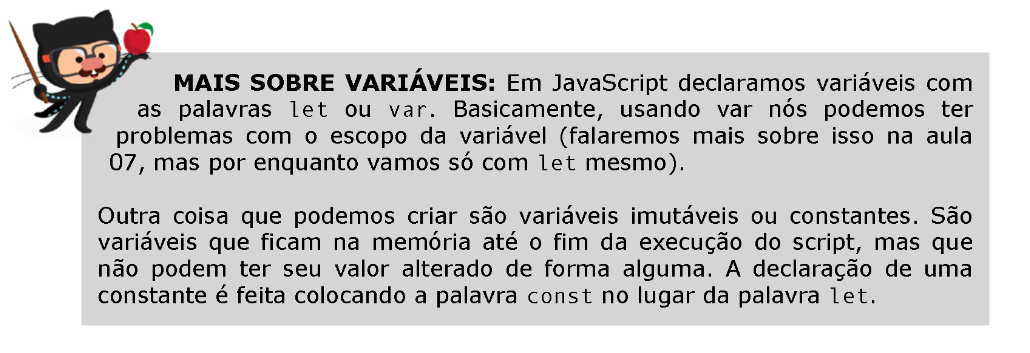 MAIS SOBRE VARIÁVEIS: Em JavaScript declaramos variáveis com
as palavras let ou var. Basicamente, usando var nós podemos ter
problemas com o escopo da variável (falaremos mais sobre isso na aula
07, mas por enquanto vamos só com let mesmo).
Outra coisa que podemos criar são variáveis imutáveis ou constantes. São
variáveis que ficam na memória até o fim da execução do script, mas que
não podem ter seu valor alterado de forma alguma. A declaração de uma
constante é feita colocando a palavra const no lugar da palavra let.